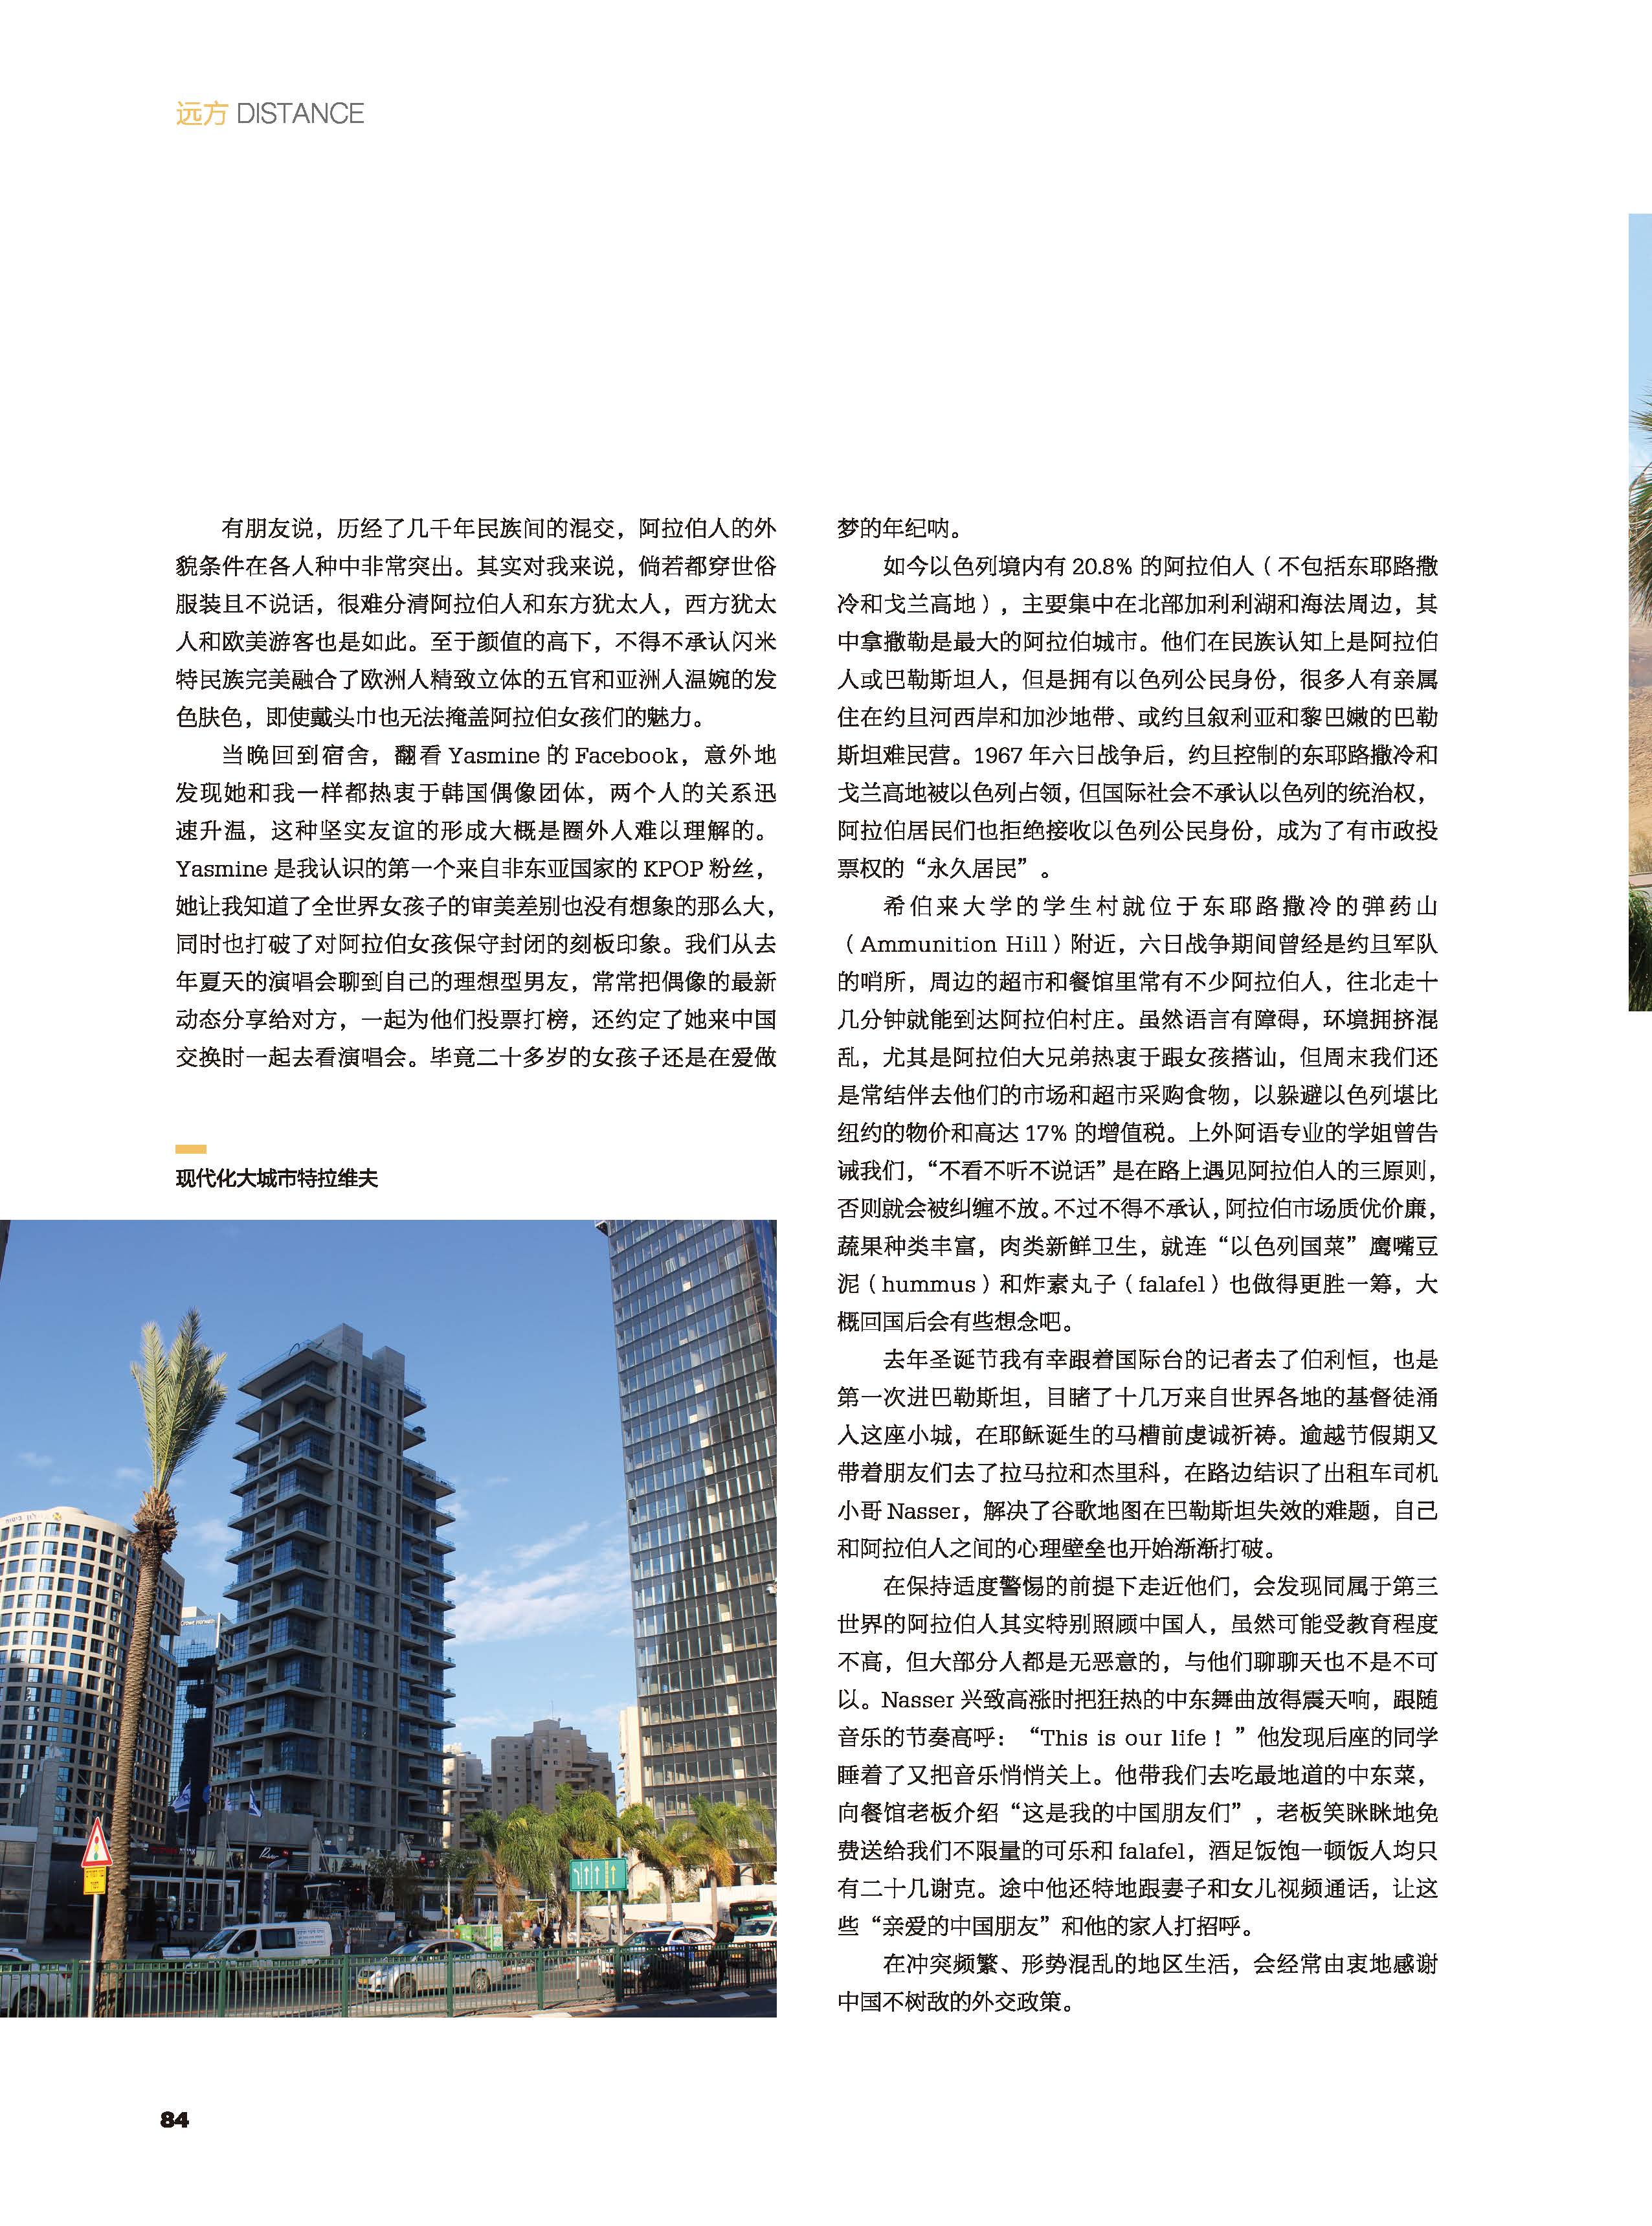 远方 DISTANCE
有朋友说，历经了几千年民族间的混交，阿拉伯人的外
貌条件在各人种中非常突出。其实对我来说，倘若都穿世俗
服装且不说话，很难分清阿拉伯人和东方犹太人，西方犹太
人和欧美游客也是如此。至于颜值的高下，不得不承认闪米
特民族完美融合了欧洲人精致立体的五官和亚洲人温婉的发
色肤色，即使戴头巾也无法掩盖阿拉伯女孩们的魅力。
当晚回到宿舍，翻看 Yasmine 的 Facebook，意外地
发现她和我一样都热衷于韩国偶像团体，两个人的关系迅
速升温，这种坚实友谊的形成大概是圈外人难以理解的。
Yasmine 是我认识的第一个来自非东亚国家的 KPOP 粉丝，
她让我知道了全世界女孩子的审美差别也没有想象的那么大，
同时也打破了对阿拉伯女孩保守封闭的刻板印象。我们从去
年夏天的演唱会聊到自己的理想型男友，常常把偶像的最新
动态分享给对方，一起为他们投票打榜，还约定了她来中国
交换时一起去看演唱会。毕竟二十多岁的女孩子还是在爱做
现代化大城市特拉维夫
梦的年纪呐。
如今以色列境内有 20.8% 的阿拉伯人（不包括东耶路撒
冷和戈兰高地），主要集中在北部加利利湖和海法周边，其
中拿撒勒是最大的阿拉伯城市。他们在民族认知上是阿拉伯
人或巴勒斯坦人，但是拥有以色列公民身份，很多人有亲属
住在约旦河西岸和加沙地带、或约旦叙利亚和黎巴嫩的巴勒
斯坦难民营。1967 年六日战争后，约旦控制的东耶路撒冷和
戈兰高地被以色列占领，但国际社会不承认以色列的统治权，
阿拉伯居民们也拒绝接收以色列公民身份，成为了有市政投
票权的“永久居民”。
希伯来大学的学生村就位于东耶路撒冷的弹药山
（Ammunition Hill）附近，六日战争期间曾经是约旦军队
的哨所，周边的超市和餐馆里常有不少阿拉伯人，往北走十
几分钟就能到达阿拉伯村庄。虽然语言有障碍，环境拥挤混
乱，尤其是阿拉伯大兄弟热衷于跟女孩搭讪，但周末我们还
是常结伴去他们的市场和超市采购食物，以躲避以色列堪比
纽约的物价和高达 17% 的增值税。上外阿语专业的学姐曾告
诫我们，“不看不听不说话”是在路上遇见阿拉伯人的三原则，
否则就会被纠缠不放。不过不得不承认，阿拉伯市场质优价廉，
蔬果种类丰富，肉类新鲜卫生，就连“以色列国菜”鹰嘴豆
泥（hummus）和炸素丸子（falafel）也做得更胜一筹，大
概回国后会有些想念吧。
去年圣诞节我有幸跟着国际台的记者去了伯利恒，也是
第一次进巴勒斯坦，目睹了十几万来自世界各地的基督徒涌
入这座小城，在耶稣诞生的马槽前虔诚祈祷。逾越节假期又
带着朋友们去了拉马拉和杰里科，在路边结识了出租车司机
小哥 Nasser，解决了谷歌地图在巴勒斯坦失效的难题，自己
和阿拉伯人之间的心理壁垒也开始渐渐打破。
在保持适度警惕的前提下走近他们，会发现同属于第三
世界的阿拉伯人其实特别照顾中国人，虽然可能受教育程度
不高，但大部分人都是无恶意的，与他们聊聊天也不是不可
以。Nasser 兴致高涨时把狂热的中东舞曲放得震天响，跟随
音乐的节奏高呼：“This is our life！”他发现后座的同学
睡着了又把音乐悄悄关上。他带我们去吃最地道的中东菜，
向餐馆老板介绍“这是我的中国朋友们”，老板笑眯眯地免
费送给我们不限量的可乐和 falafel，酒足饭饱一顿饭人均只
有二十几谢克。途中他还特地跟妻子和女儿视频通话，让这
些“亲爱的中国朋友”和他的家人打招呼。
在冲突频繁、形势混乱的地区生活，会经常由衷地感谢
中国不树敌的外交政策。
84